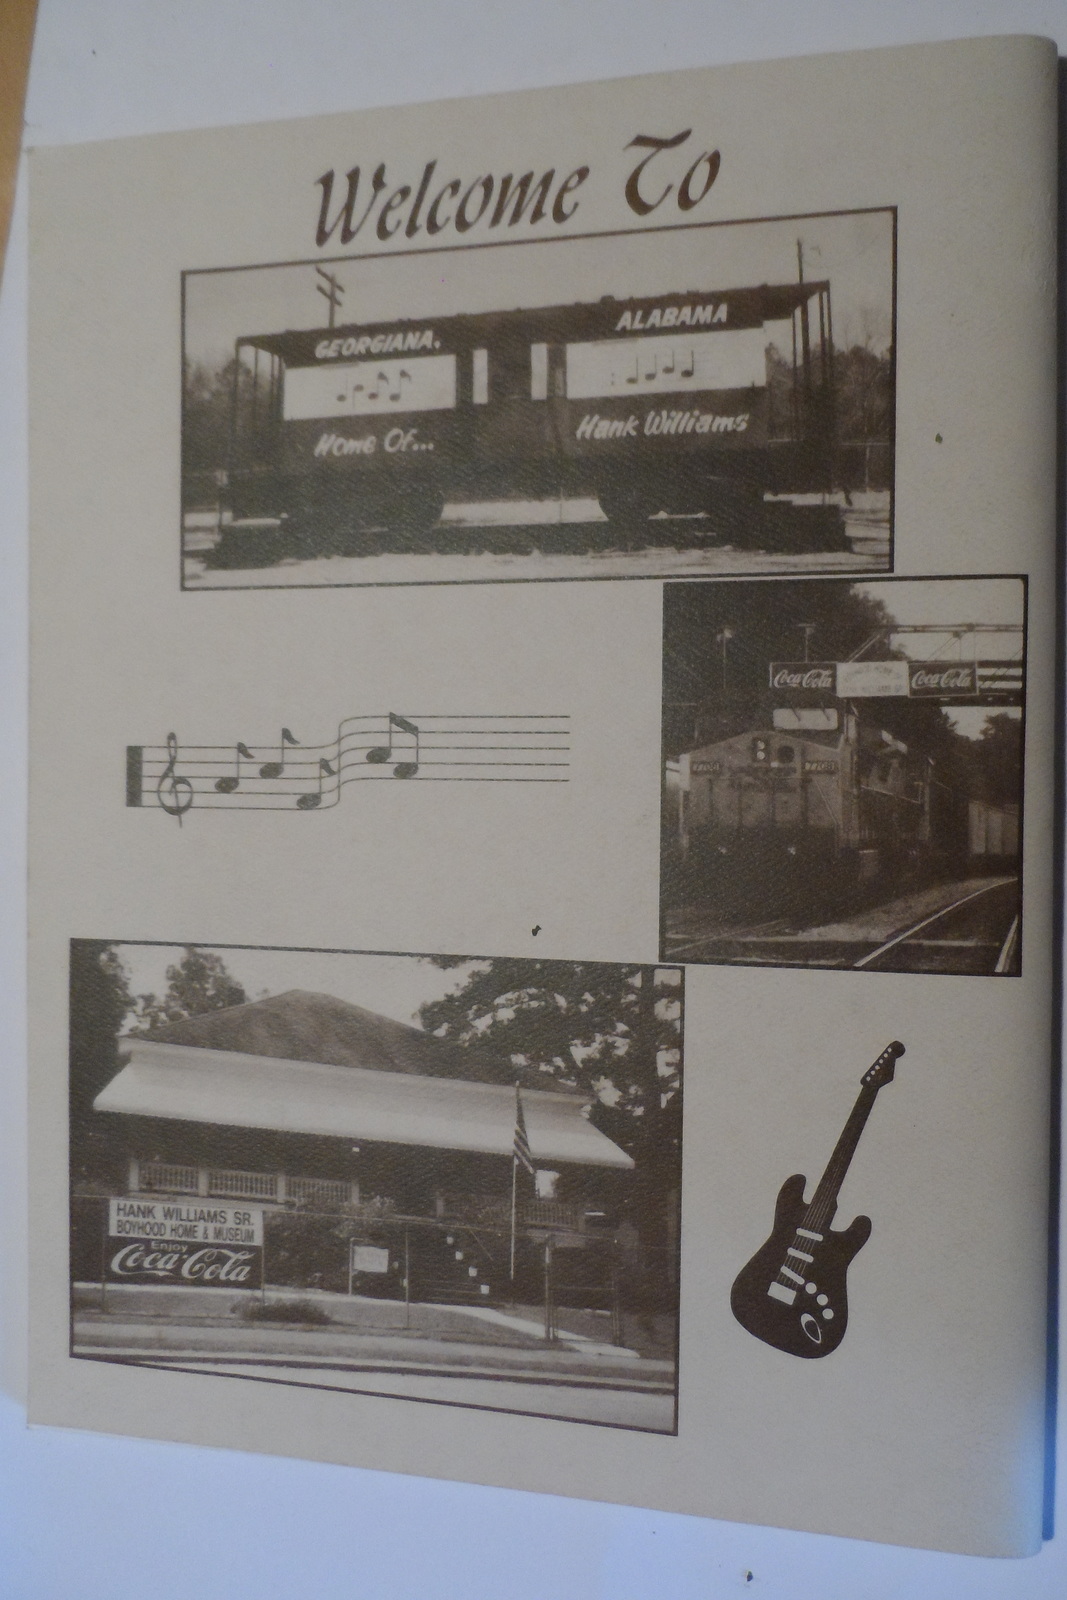 Welcome To
GEORGIANA, ALABAMA
Home Of... Hank Williams
Coca-Cola Coca-Cola
HANK WILLIAMS SR.
BOYHOOD HOME & MUSEUM
Enjoy
Coca-Cola